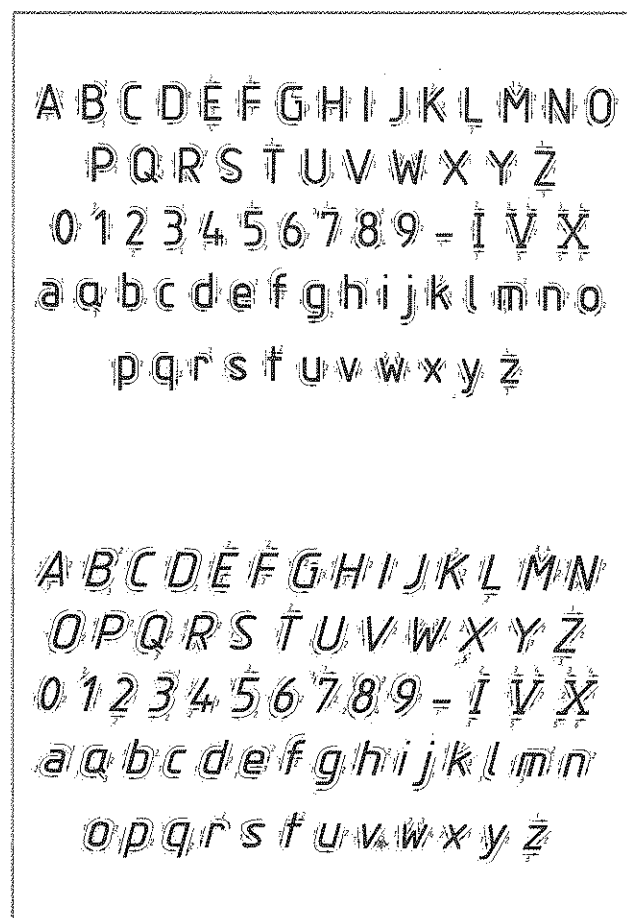 A B C D E F G H I J K L M N O
P Q R S T U V W X Y Z
0 1 2 3 4 5 6 7 8 9 - I V X
a ɑ b c d e f g h i j k l m n o
p q r s t u v w x y z
A B C D E F G H I J K L M N
O P Q R S T U V W X Y Z
0 1 2 3 4 5 6 7 8 9 - I V X
a ɑ b c d e f g h i j k l m n
o p q r s t u v w x y z